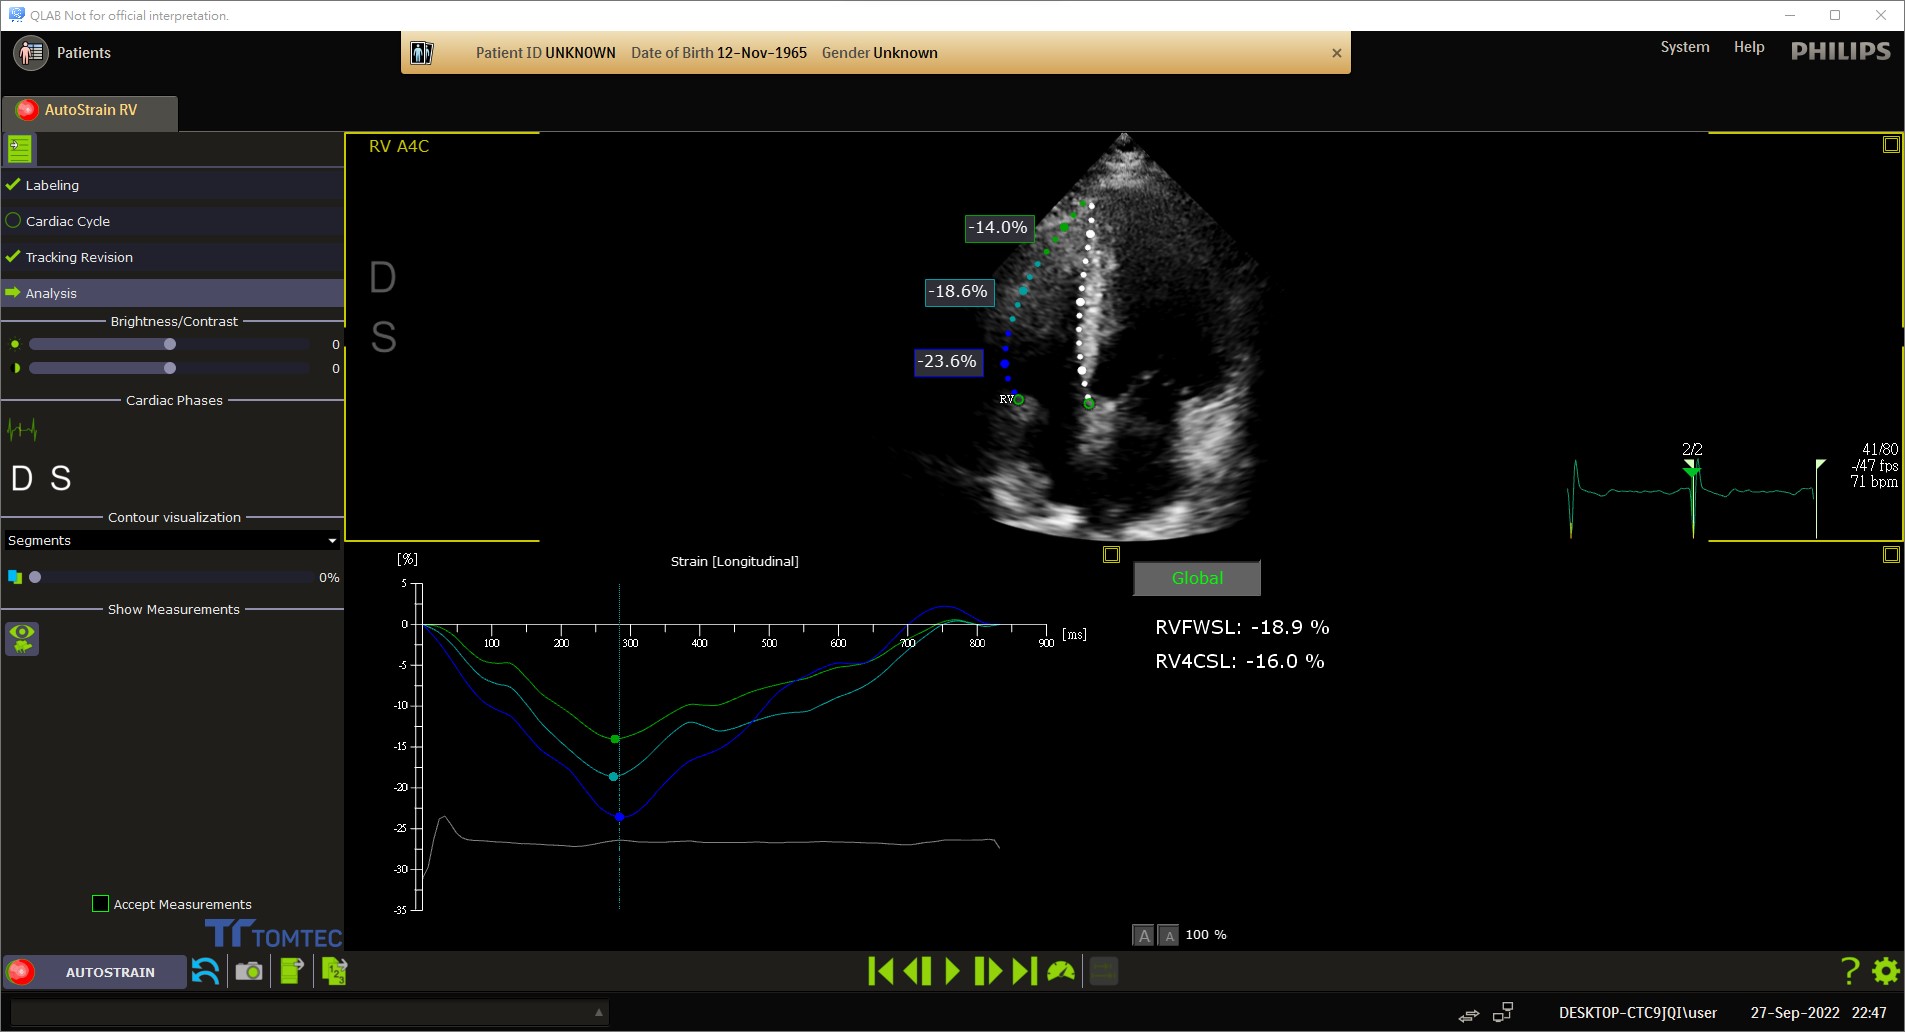 QLAB Not for official interpretation.
Patients
Patient ID UNKNOWN Date of Birth 12-Nov-1965 Gender Unknown
System Help PHILIPS
AutoStrain RV
Labeling
Cardiac Cycle
Tracking Revision
Analysis
Brightness/Contrast
0
0
Cardiac Phases
D S
Contour visualization
Segments
0%
Show Measurements
Accept Measurements
TOMTEC
RV A4C
D
S
-14.0%
-18.6%
-23.6%
RV
2/2
41/80
-/47 fps
71 bpm
[%]
Strain [Longitudinal]
5
0
-5
-10
-15
-20
-25
-30
-35
100 200 300 400 500 600 700 800 900 [ms]
Global
RVFWSL: -18.9 %
RV4CSL: -16.0 %
A A 100 %
AUTOSTRAIN
1 2 3
?
DESKTOP-CTC9JQI\user 27-Sep-2022 22:47